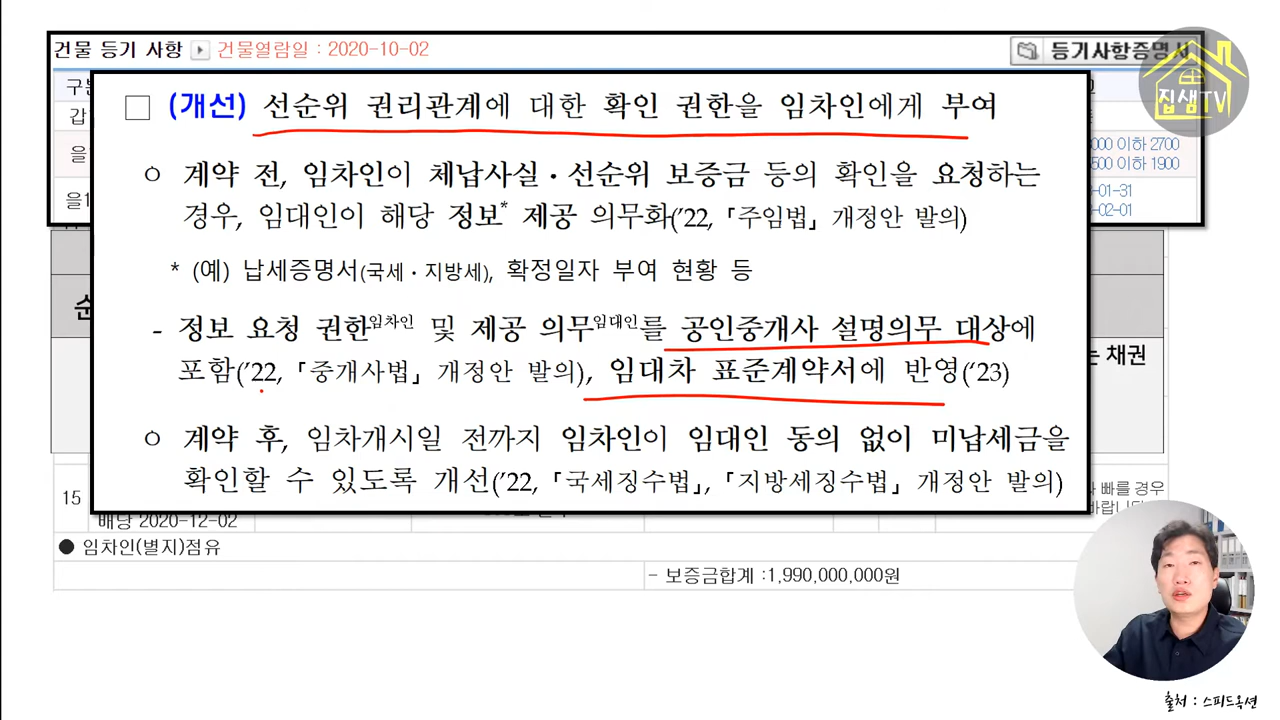 건물 등기 사항 ▶ 건물열람일 : 2020-10-02
등기사항증명서
집샘TV
갑
을
을1
3000 이하 2700
500 이하 1900
-01-31
-02-01
□ (개선) 선순위 권리관계에 대한 확인 권한을 임차인에게 부여
ㅇ 계약 전, 임차인이 체납사실·선순위 보증금 등의 확인을 요청하는
경우, 임대인이 해당 정보* 제공 의무화('22, 「주임법」 개정안 발의)
* (예) 납세증명서(국세·지방세), 확정일자 부여 현황 등
- 정보 요청 권한임차인 및 제공 의무임대인를 공인중개사 설명의무 대상에
포함('22, 「중개사법」 개정안 발의), 임대차 표준계약서에 반영('23)
ㅇ 계약 후, 임차개시일 전까지 임차인이 임대인 동의 없이 미납세금을
확인할 수 있도록 개선('22, 「국세징수법」, 「지방세징수법」 개정안 발의)
는 채권
빠를 경우
15
배당 2020-12-02
● 임차인(별지)점유
- 보증금합계 :1,990,000,000원
출처 : 스피드옥션